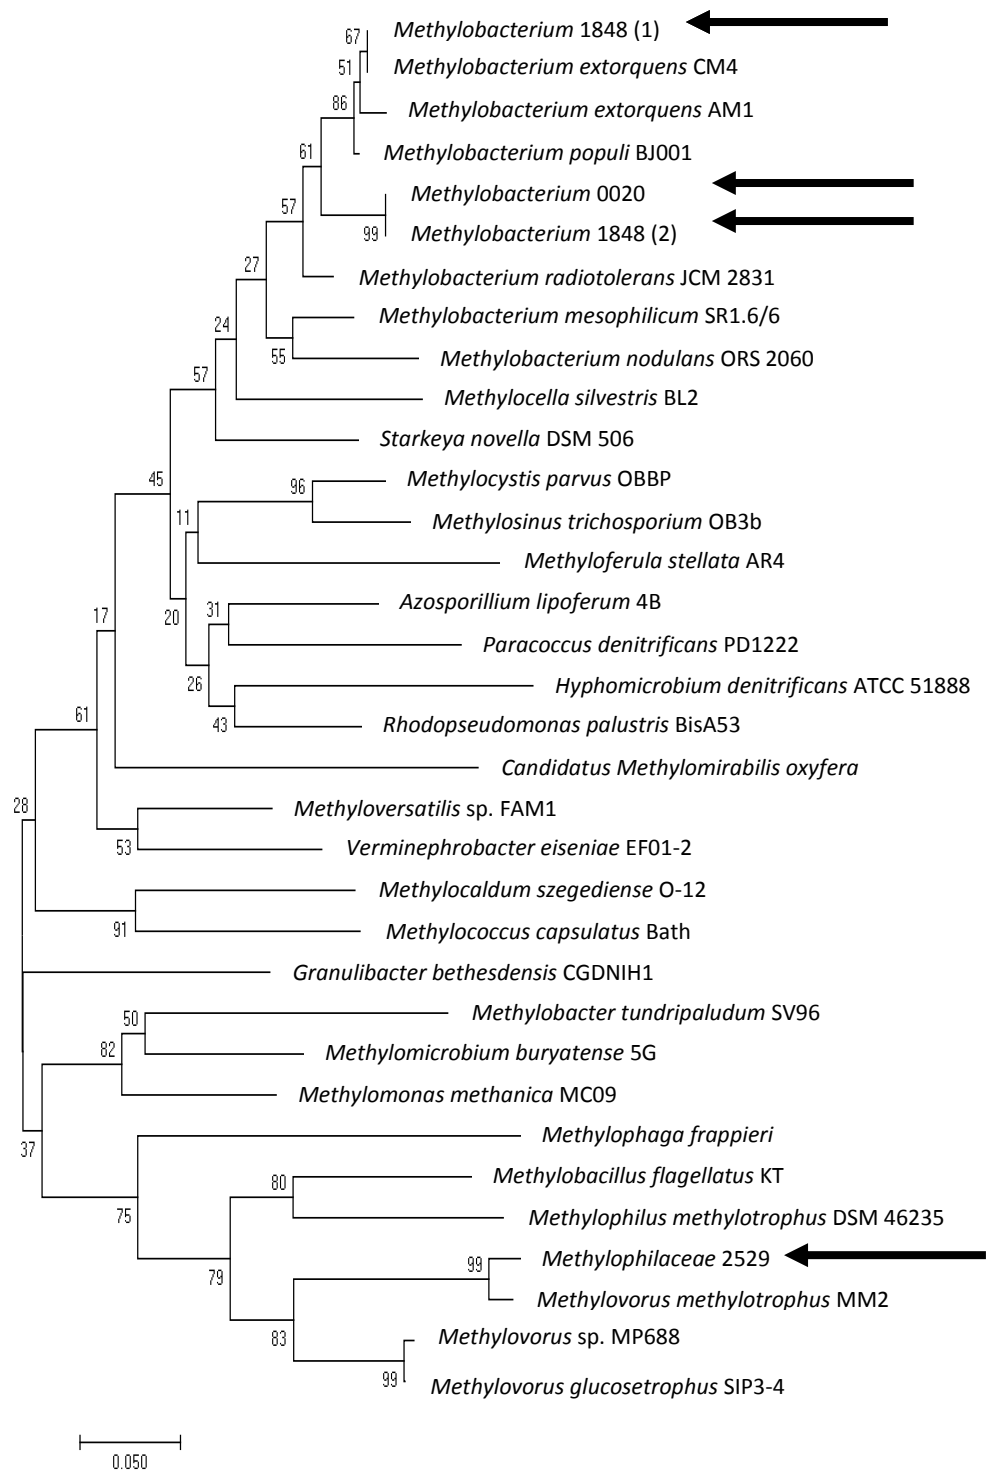 Methylobacterium 1848 (1)
67
Methylobacterium extorquens CM4
51
Methylobacterium extorquens AM1
86
Methylobacterium populi BJ001
61
Methylobacterium 0020
57
99
Methylobacterium 1848 (2)
27
Methylobacterium radiotolerans JCM 2831
Methylobacterium mesophilicum SR1.6/6
24
55
Methylobacterium nodulans ORS 2060
57
Methylocella silvestris BL2
Starkeya novella DSM 506
45
96
Methylocystis parvus OBBP
11
Methylosinus trichosporium OB3b
Methyloferula stellata AR4
31
Azosporillium lipoferum 4B
17
20
Paracoccus denitrificans PD1222
26
Hyphomicrobium denitrificans ATCC 51888
61
43
Rhodopseudomonas palustris BisA53
Candidatus Methylomirabilis oxyfera
28
Methyloversatilis sp. FAM1
53
Verminephrobacter eiseniae EF01-2
Methylocaldum szegediense O-12
91
Methylococcus capsulatus Bath
Granulibacter bethesdensis CGDNIH1
50
Methylobacter tundripaludum SV96
82
Methylomicrobium buryatense 5G
Methylomonas methanica MC09
37
Methylophaga frappieri
80
Methylobacillus flagellatus KT
75
Methylophilus methylotrophus DSM 46235
99
Methylophilaceae 2529
79
Methylovorus methylotrophus MM2
83
Methylovorus sp. MP688
99
Methylovorus glucosetrophus SIP3-4
0.050